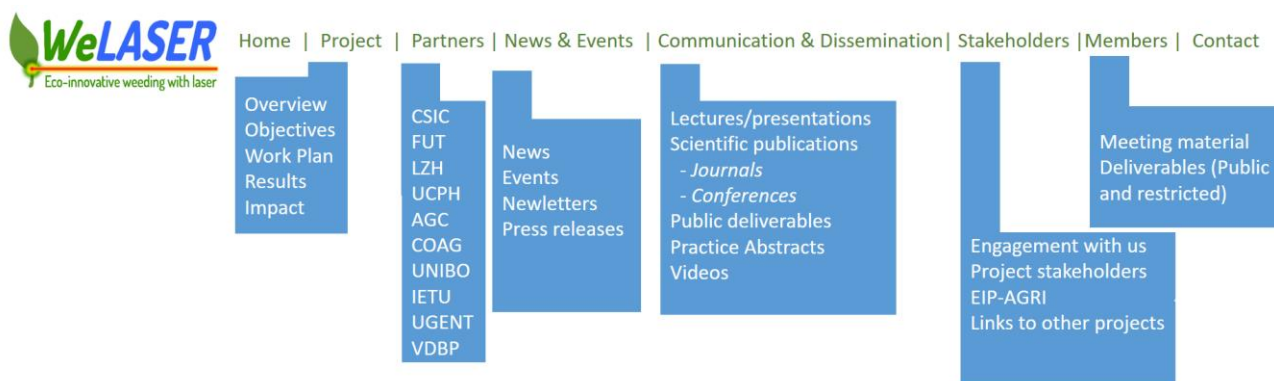 WeLASER
Eco-innovative weeding with laser
Home | Project | Partners | News & Events | Communication & Dissemination | Stakeholders | Members | Contact
Overview
Objectives
Work Plan
Results
Impact
CSIC
FUT
LZH
UCPH
AGC
COAG
UNIBO
IETU
UGENT
VDBP
News
Events
Newletters
Press releases
Lectures/presentations
Scientific publications
- Journals
- Conferences
Public deliverables
Practice Abstracts
Videos
Engagement with us
Project stakeholders
EIP-AGRI
Links to other projects
Meeting material
Deliverables (Public
and restricted)